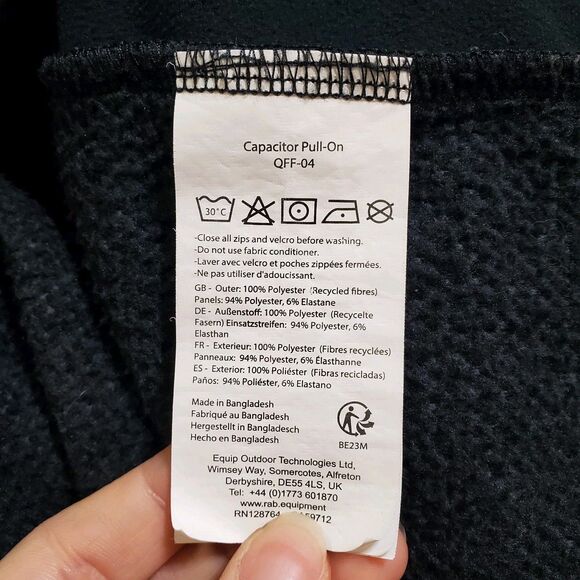 Capacitor Pull-On
QFF-04
30°C
-Close all zips and velcro before washing.
-Do not use fabric conditioner.
-Laver avec velcro et poches zippées fermées.
-Ne pas utiliser d'adoucissant.
GB - Outer: 100% Polyester (Recycled fibres)
Panels: 94% Polyester, 6% Elastane
DE - Außenstoff: 100% Polyester (Recycelte
Fasern) Einsatzstreifen: 94% Polyester, 6%
Elasthan
FR - Exterieur: 100% Polyester (Fibres recyclées)
Panneaux: 94% Polyester, 6% Élasthanne
ES - Exterior: 100% Poliéster (Fibras recicladas)
Paños: 94% Poliéster, 6% Elastano
Made in Bangladesh
Fabriqué au Bangladesh
Hergestellt in Bangladesch
Hecho en Bangladesh
BE23M
Equip Outdoor Technologies Ltd,
Wimsey Way, Somercotes, Alfreton
Derbyshire, DE55 4LS, UK
Tel: +44 (0)1773 601870
www.rab.equipment
RN128764 59712